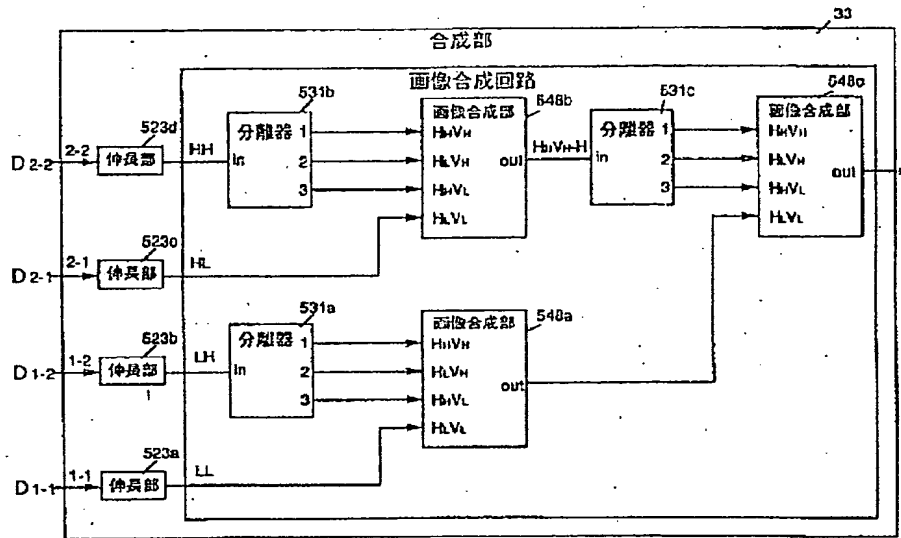 33
合成部
画像合成回路
523d
531b
548b
531c
548c
D2-2
2-2
伸長部
HH
in
分離器
1
2
3
画像合成部
HHVH
HLVH
HHVL
HLVL
out
HHVH-H
in
分離器
1
2
3
画像合成部
HHVH
HLVH
HHVL
HLVL
out
523c
D2-1
2-1
伸長部
HL
523b
531a
548a
D1-2
1-2
伸長部
LH
in
分離器
1
2
3
画像合成部
HHVH
HLVH
HHVL
HLVL
out
523a
D1-1
1-1
伸長部
LL